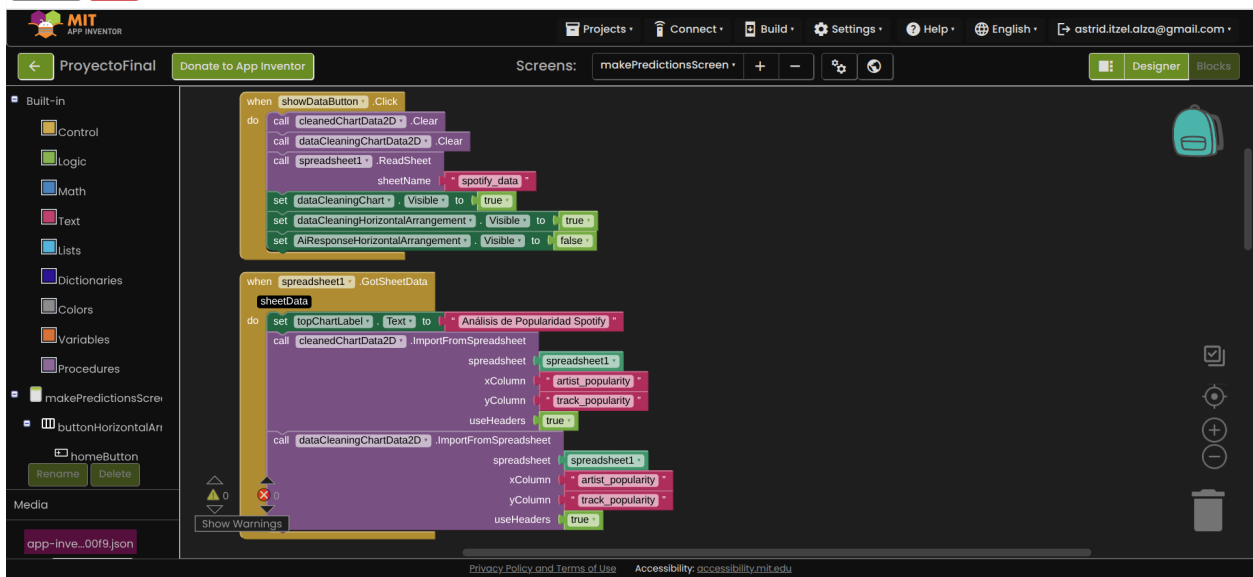 MIT
APP INVENTOR
Projects
Connect
Build
Settings
Help
English
astrid.itzel.alza@gmail.com
ProyectoFinal
Donate to App Inventor
Screens:
makePredictionsScreen
+
−
Designer
Blocks
Built-in
Control
Logic
Math
Text
Lists
Dictionaries
Colors
Variables
Procedures
makePredictionsScree
buttonHorizontalArr
homeButton
Rename
Delete
Media
app-inve...00f9.json
when showDataButton .Click
do call cleanedChartData2D .Clear
call dataCleaningChartData2D .Clear
call spreadsheet1 .ReadSheet
sheetName " spotify_data "
set dataCleaningChart . Visible to true
set dataCleaningHorizontalArrangement . Visible to true
set AiResponseHorizontalArrangement . Visible to false
when spreadsheet1 .GotSheetData
sheetData
do set topChartLabel . Text to " Análisis de Popularidad Spotify "
call cleanedChartData2D .ImportFromSpreadsheet
spreadsheet spreadsheet1
xColumn " artist_popularity "
yColumn " track_popularity "
useHeaders true
call dataCleaningChartData2D .ImportFromSpreadsheet
spreadsheet spreadsheet1
xColumn " artist_popularity "
yColumn " track_popularity "
useHeaders true
0
0
Show Warnings
Privacy Policy and Terms of Use Accessibility: accessibility.mit.edu